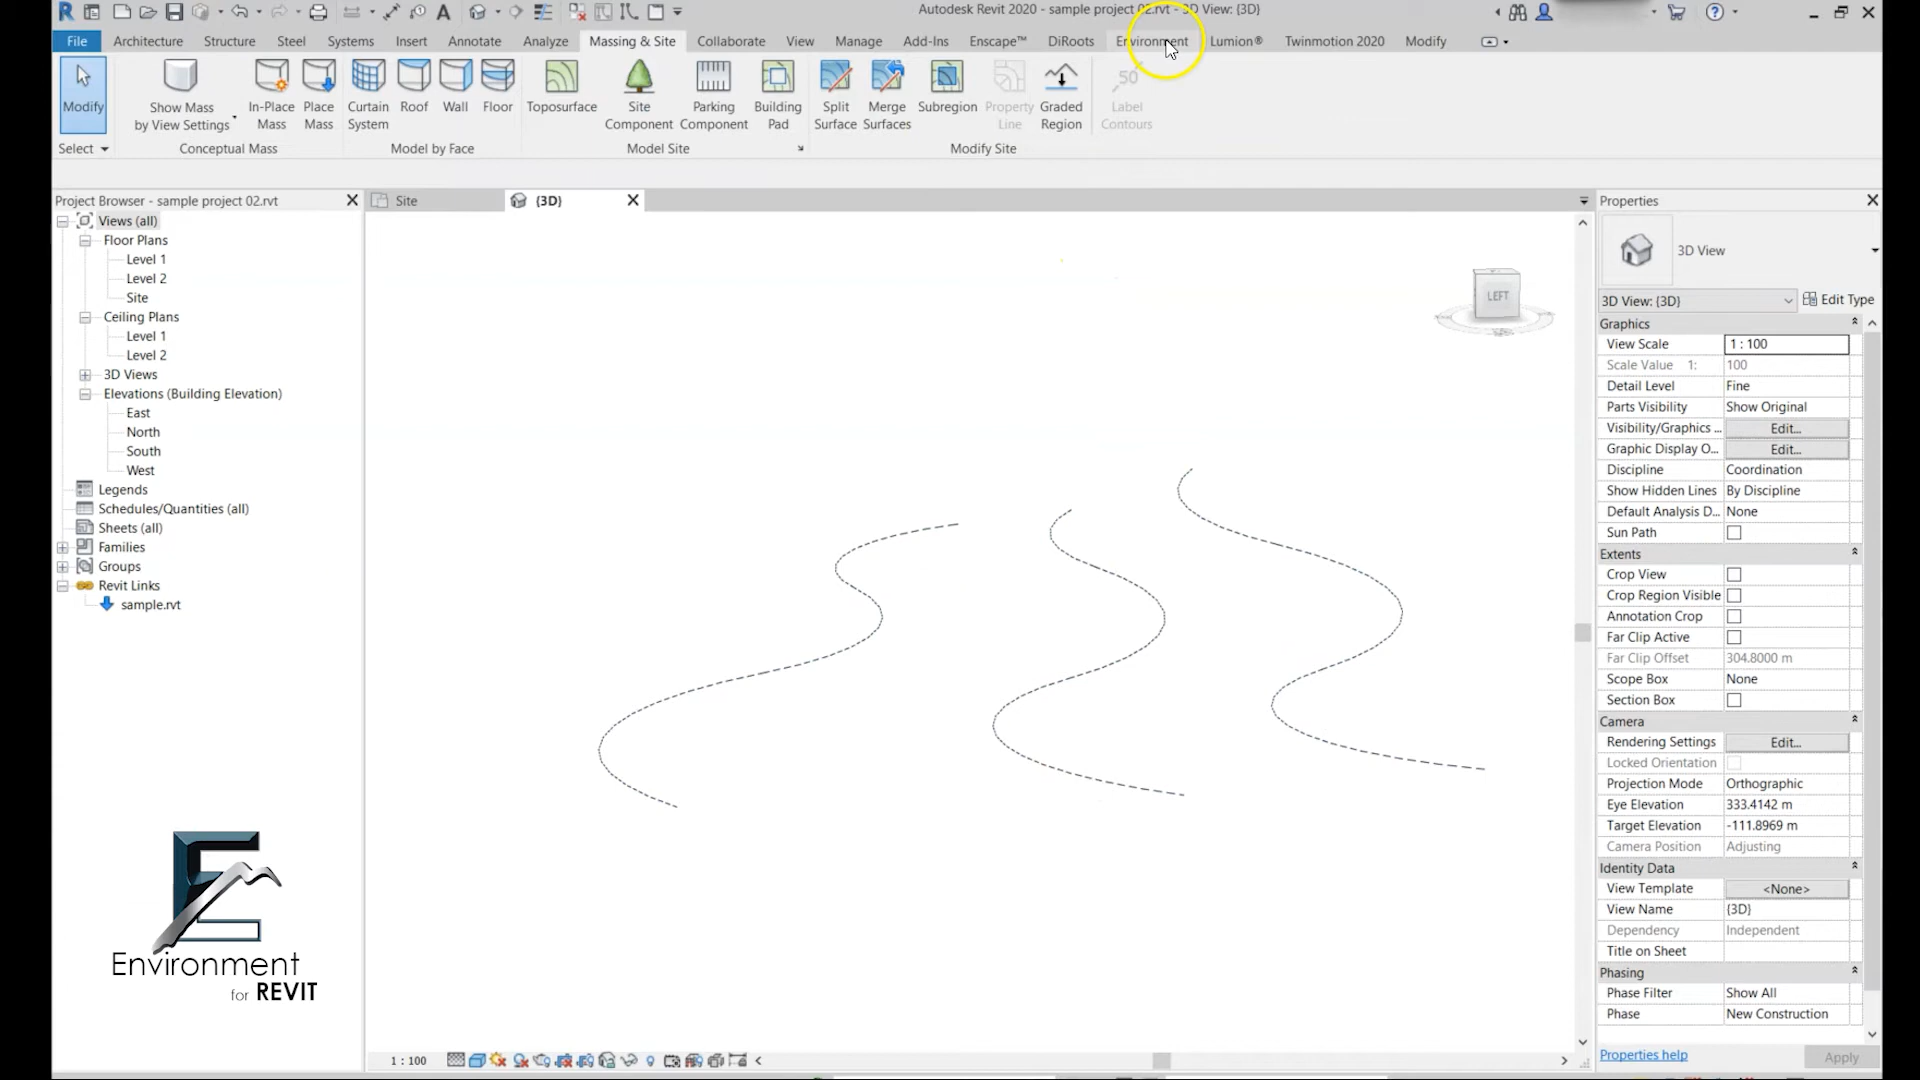 Autodesk Revit 2020 - sample project 02.rvt - 3D View: {3D}
File Architecture Structure Steel Systems Insert Annotate Analyze Massing & Site Collaborate View Manage Add-Ins Enscape™ DiRoots Environment Lumion® Twinmotion 2020 Modify
Modify
Show Mass
by View Settings
In-Place
Mass
Place
Mass
Curtain
System
Roof
Wall
Floor
Toposurface
Site
Component
Parking
Component
Building
Pad
Split
Surface
Merge
Surfaces
Subregion
Property
Line
Graded
Region
50
Label
Contours
Select
Conceptual Mass
Model by Face
Model Site
Modify Site
Project Browser - sample project 02.rvt
Views (all)
Floor Plans
Level 1
Level 2
Site
Ceiling Plans
Level 1
Level 2
3D Views
Elevations (Building Elevation)
East
North
South
West
Legends
Schedules/Quantities (all)
Sheets (all)
Families
Groups
Revit Links
sample.rvt
E
Environment
for REVIT
Site
{3D}
LEFT
1 : 100
Properties
3D View
3D View: {3D}
Edit Type
Graphics
View Scale 1 : 100
Scale Value 1: 100
Detail Level Fine
Parts Visibility Show Original
Visibility/Graphics ... Edit...
Graphic Display O... Edit...
Discipline Coordination
Show Hidden Lines By Discipline
Default Analysis D... None
Sun Path
Extents
Crop View
Crop Region Visible
Annotation Crop
Far Clip Active
Far Clip Offset 304.8000 m
Scope Box None
Section Box
Camera
Rendering Settings Edit...
Locked Orientation
Projection Mode Orthographic
Eye Elevation 333.4142 m
Target Elevation -111.8969 m
Camera Position Adjusting
Identity Data
View Template <None>
View Name {3D}
Dependency Independent
Title on Sheet
Phasing
Phase Filter Show All
Phase New Construction
Properties help
Apply